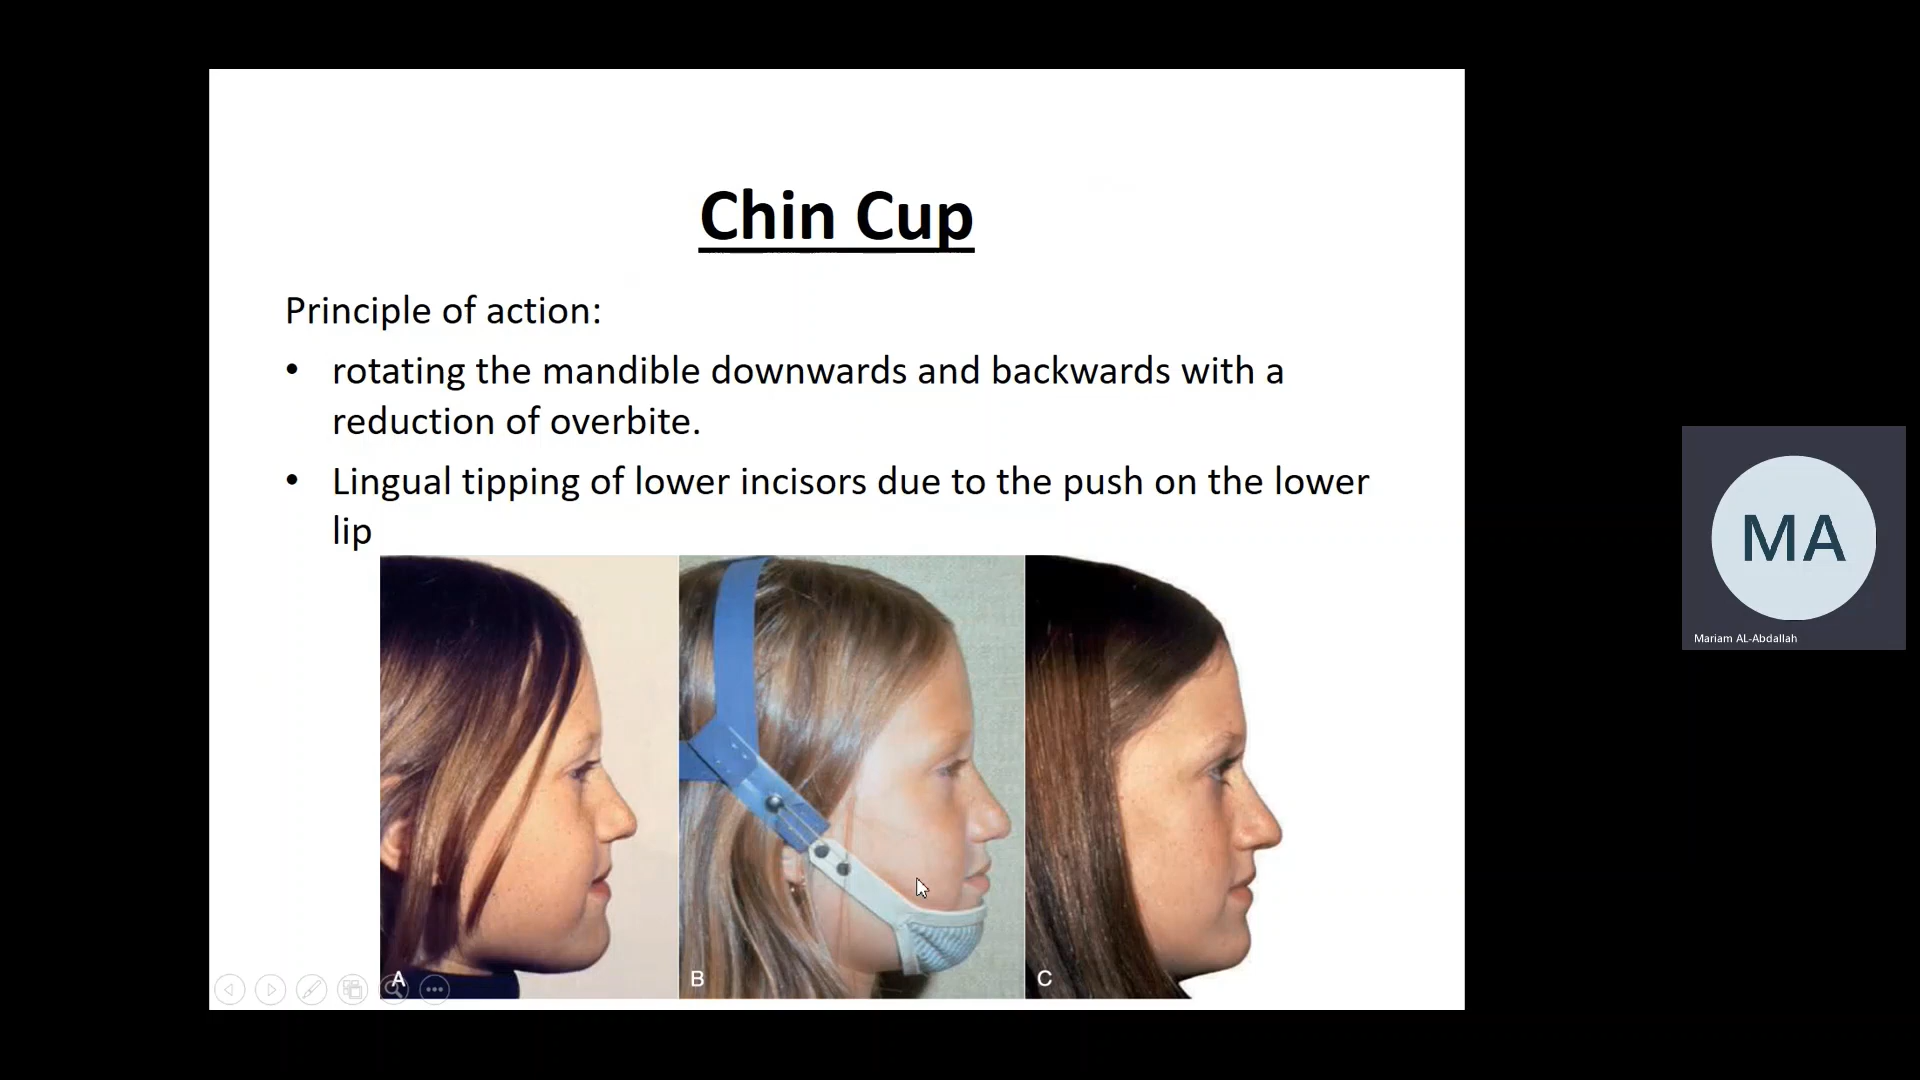 Chin Cup
Principle of action:
• rotating the mandible downwards and backwards with a
reduction of overbite.
• Lingual tipping of lower incisors due to the push on the lower
lip
A
B
C
MA
Mariam AL-Abdallah